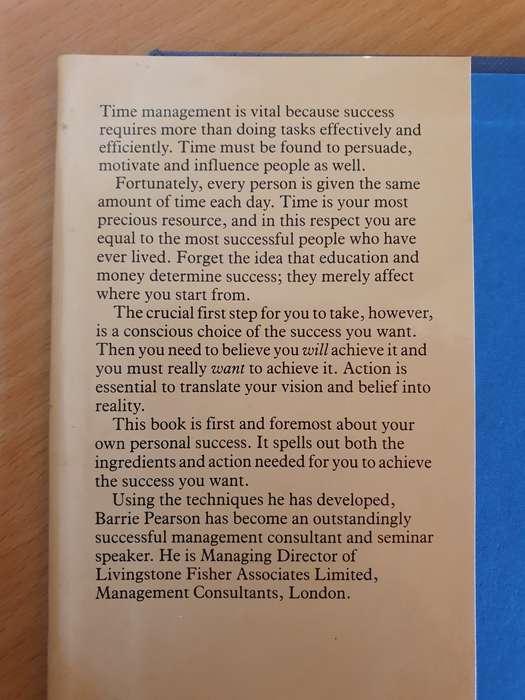 Time management is vital because success
requires more than doing tasks effectively and
efficiently. Time must be found to persuade,
motivate and influence people as well.
Fortunately, every person is given the same
amount of time each day. Time is your most
precious resource, and in this respect you are
equal to the most successful people who have
ever lived. Forget the idea that education and
money determine success; they merely affect
where you start from.
The crucial first step for you to take, however,
is a conscious choice of the success you want.
Then you need to believe you will achieve it and
you must really want to achieve it. Action is
essential to translate your vision and belief into
reality.
This book is first and foremost about your
own personal success. It spells out both the
ingredients and action needed for you to achieve
the success you want.
Using the techniques he has developed,
Barrie Pearson has become an outstandingly
successful management consultant and seminar
speaker. He is Managing Director of
Livingstone Fisher Associates Limited,
Management Consultants, London.